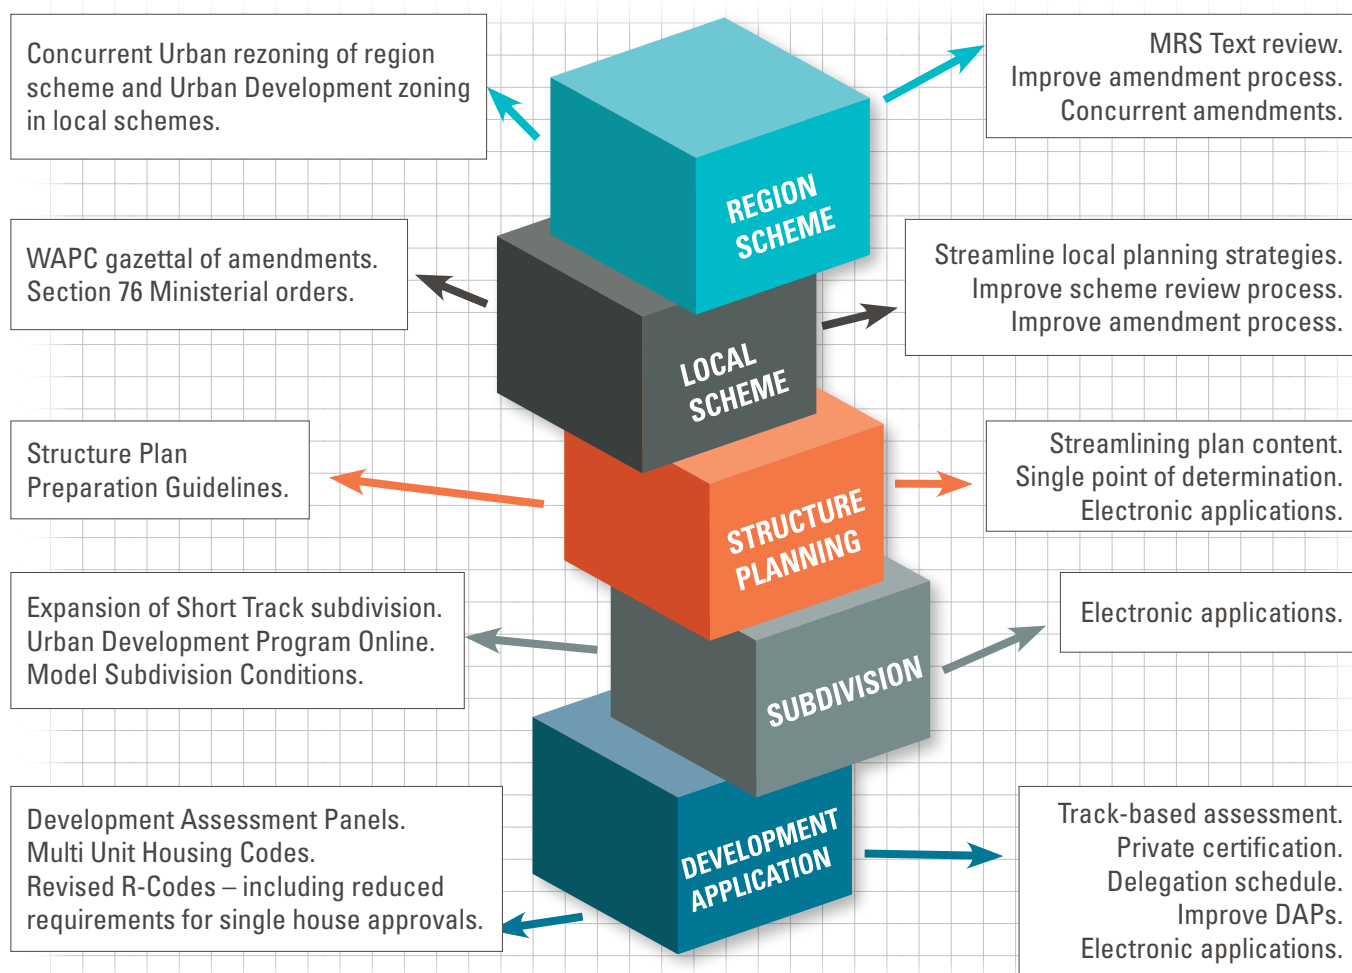 Concurrent Urban rezoning of region
scheme and Urban Development zoning
in local schemes.
MRS Text review.
Improve amendment process.
Concurrent amendments.
REGION
SCHEME
WAPC gazettal of amendments.
Section 76 Ministerial orders.
Streamline local planning strategies.
Improve scheme review process.
Improve amendment process.
LOCAL
SCHEME
Structure Plan
Preparation Guidelines.
Streamlining plan content.
Single point of determination.
Electronic applications.
STRUCTURE
PLANNING
Expansion of Short Track subdivision.
Urban Development Program Online.
Model Subdivision Conditions.
Electronic applications.
SUBDIVISION
Development Assessment Panels.
Multi Unit Housing Codes.
Revised R-Codes – including reduced
requirements for single house approvals.
DEVELOPMENT
APPLICATION
Track-based assessment.
Private certification.
Delegation schedule.
Improve DAPs.
Electronic applications.